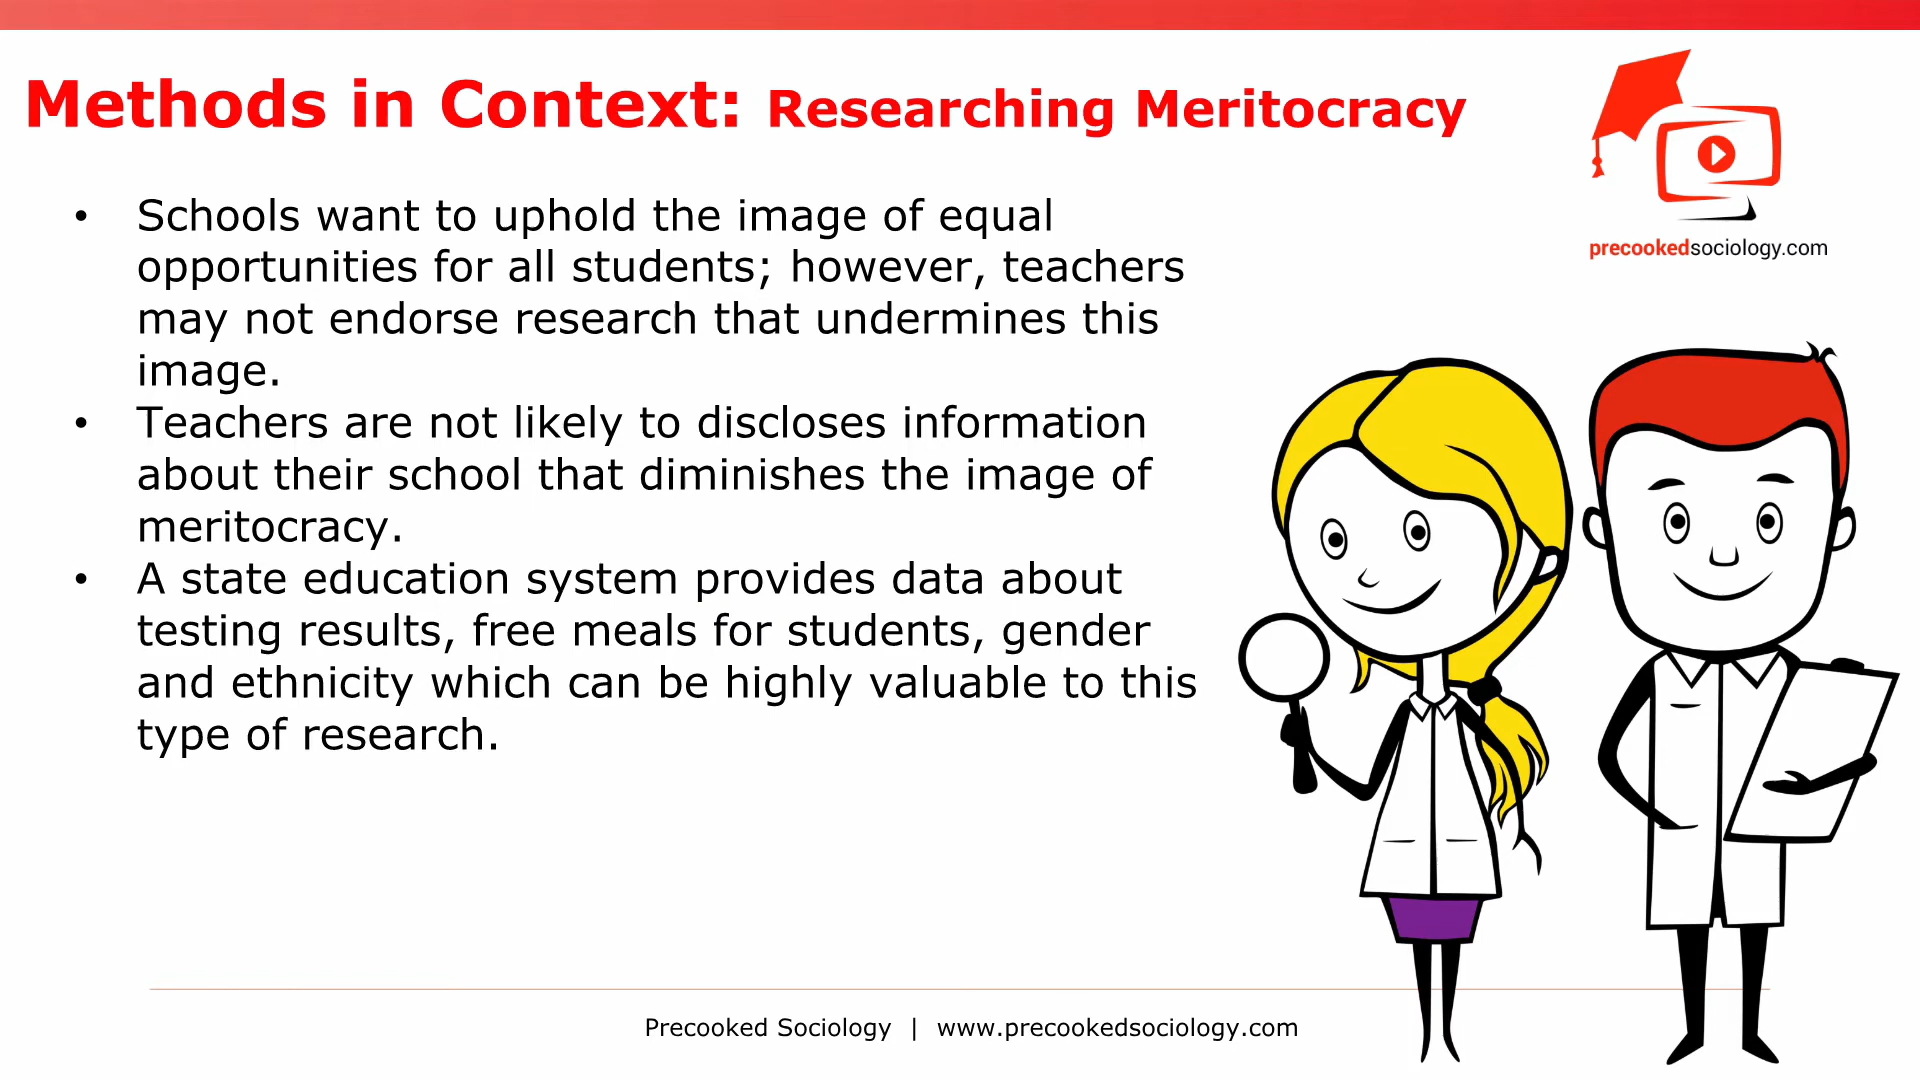 Methods in Context: Researching Meritocracy
precookedsociology.com
• Schools want to uphold the image of equal
opportunities for all students; however, teachers
may not endorse research that undermines this
image.
• Teachers are not likely to discloses information
about their school that diminishes the image of
meritocracy.
• A state education system provides data about
testing results, free meals for students, gender
and ethnicity which can be highly valuable to this
type of research.
Precooked Sociology | www.precookedsociology.com